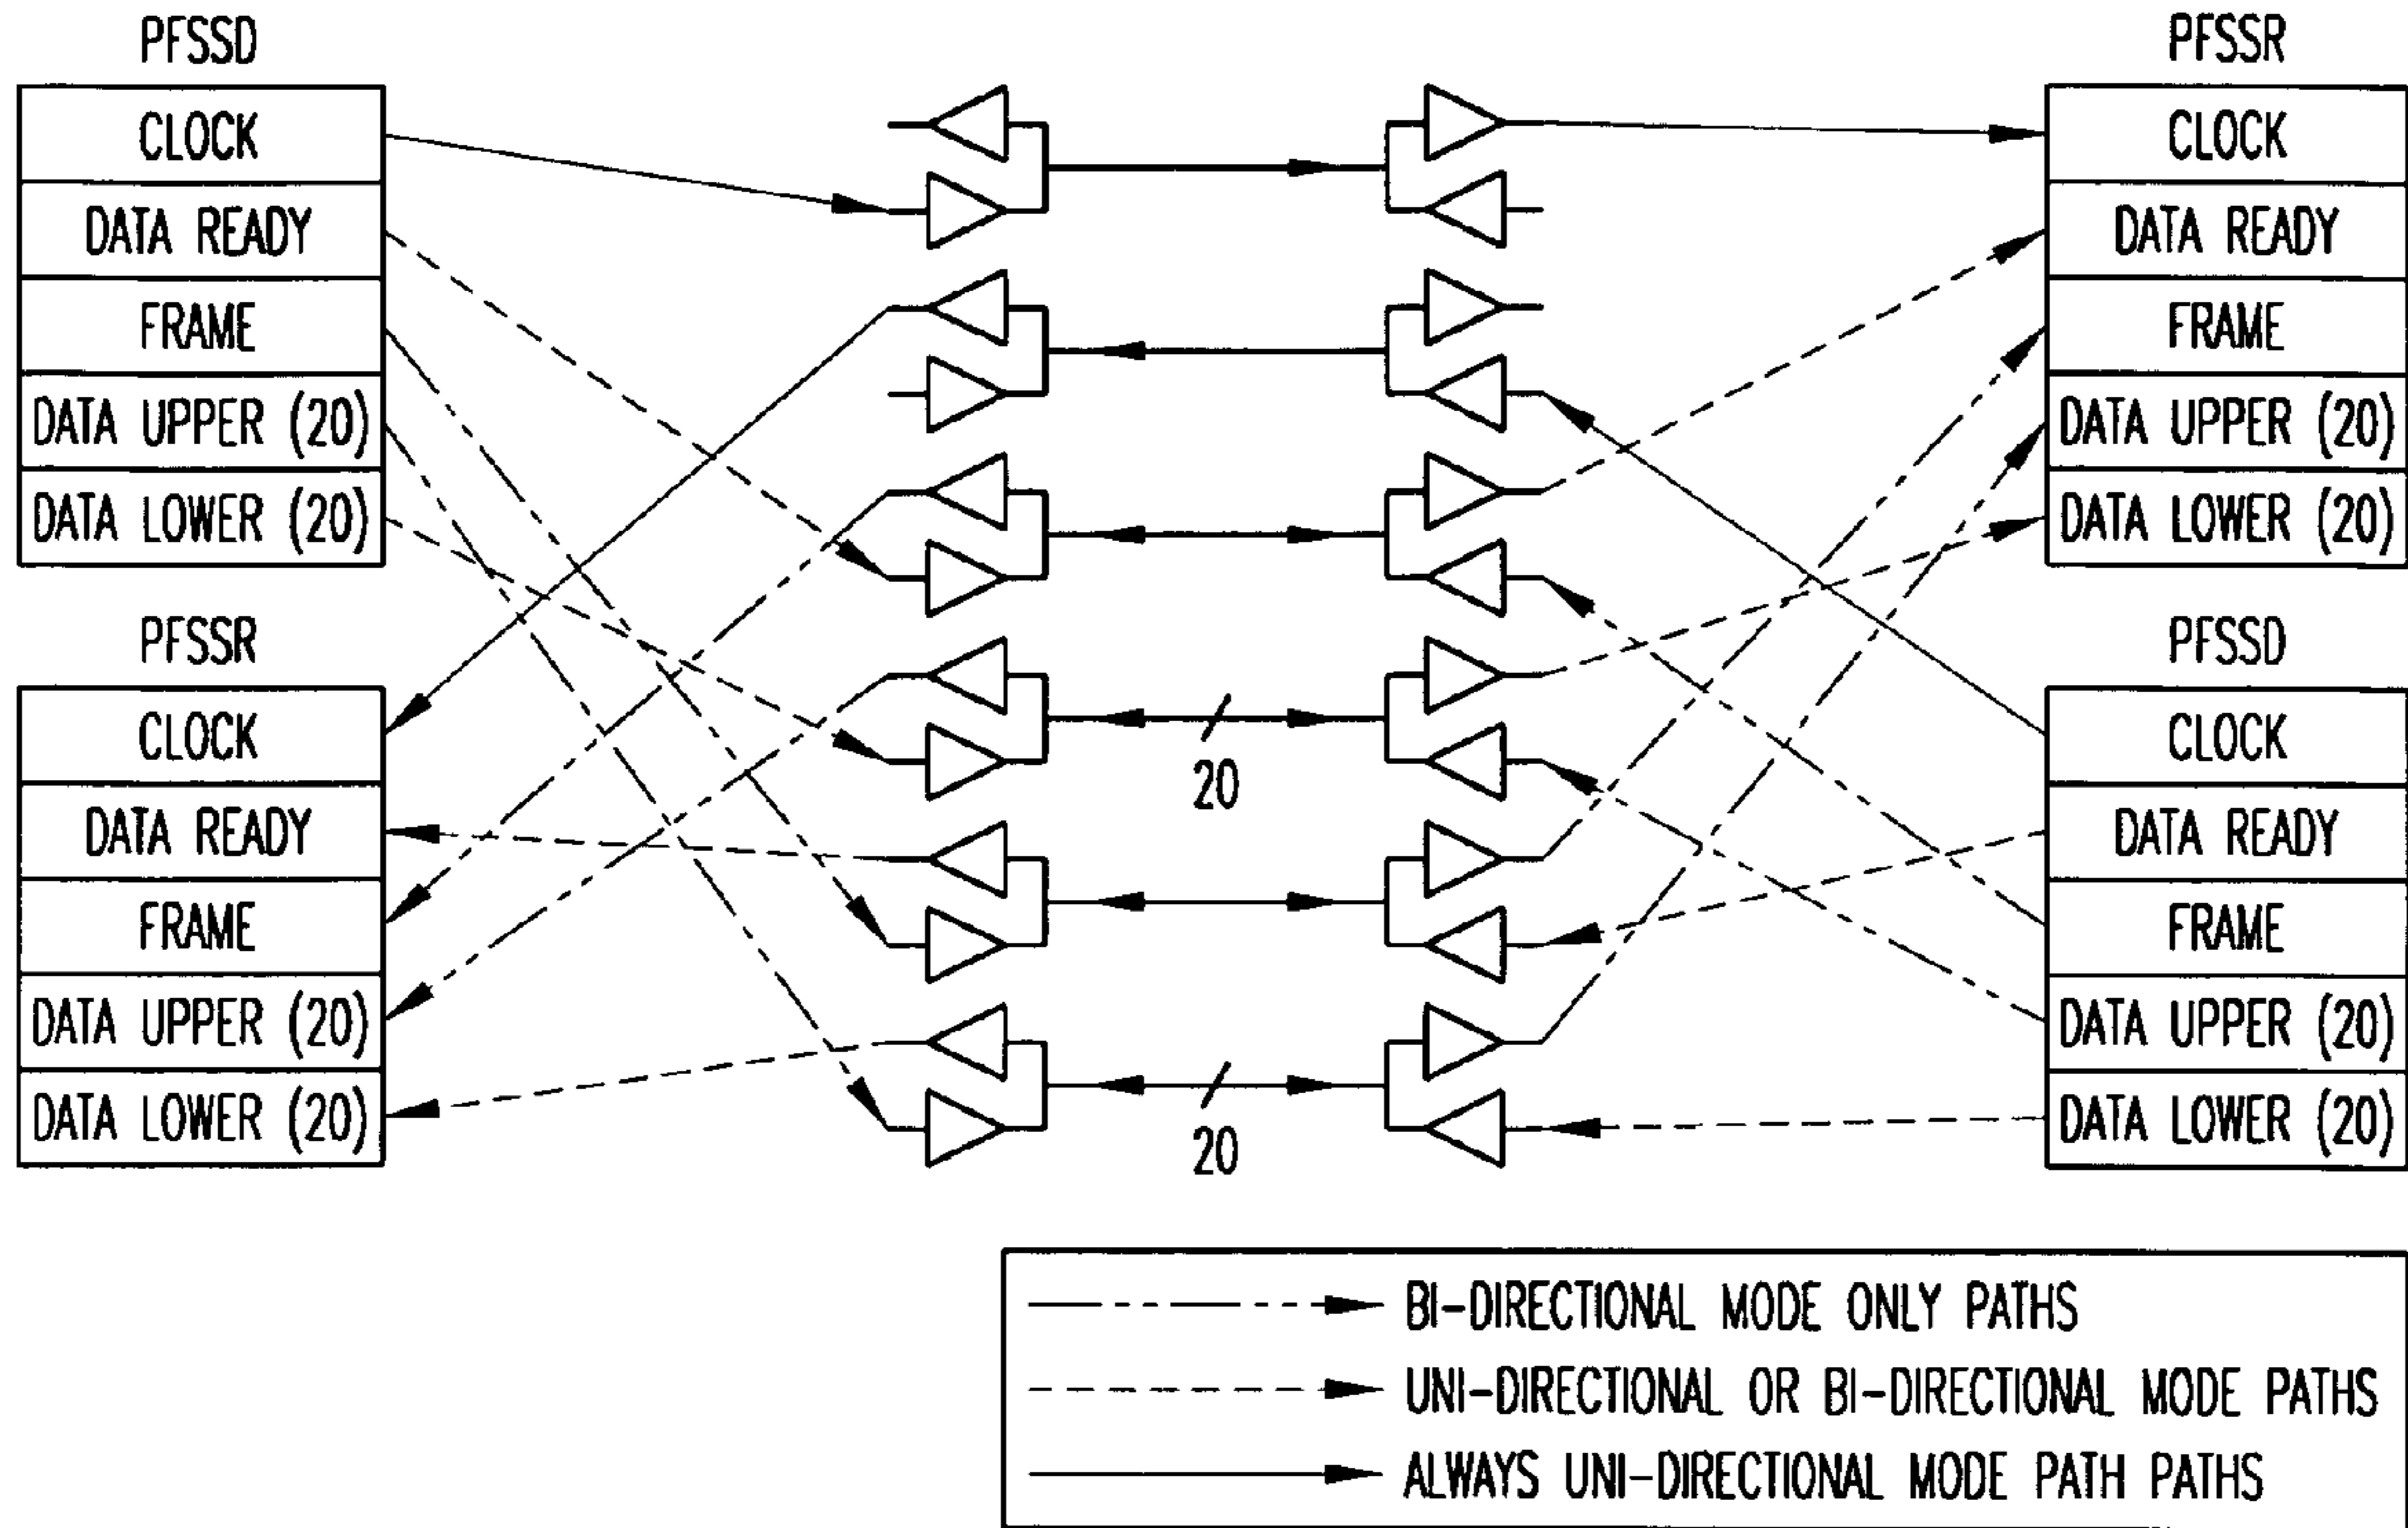 PFSSD
CLOCK
DATA READY
FRAME
DATA UPPER (20)
DATA LOWER (20)
PFSSR
CLOCK
DATA READY
FRAME
DATA UPPER (20)
DATA LOWER (20)
20
20
PFSSR
CLOCK
DATA READY
FRAME
DATA UPPER (20)
DATA LOWER (20)
PFSSD
CLOCK
DATA READY
FRAME
DATA UPPER (20)
DATA LOWER (20)
BI-DIRECTIONAL MODE ONLY PATHS
UNI-DIRECTIONAL OR BI-DIRECTIONAL MODE PATHS
ALWAYS UNI-DIRECTIONAL MODE PATH PATHS